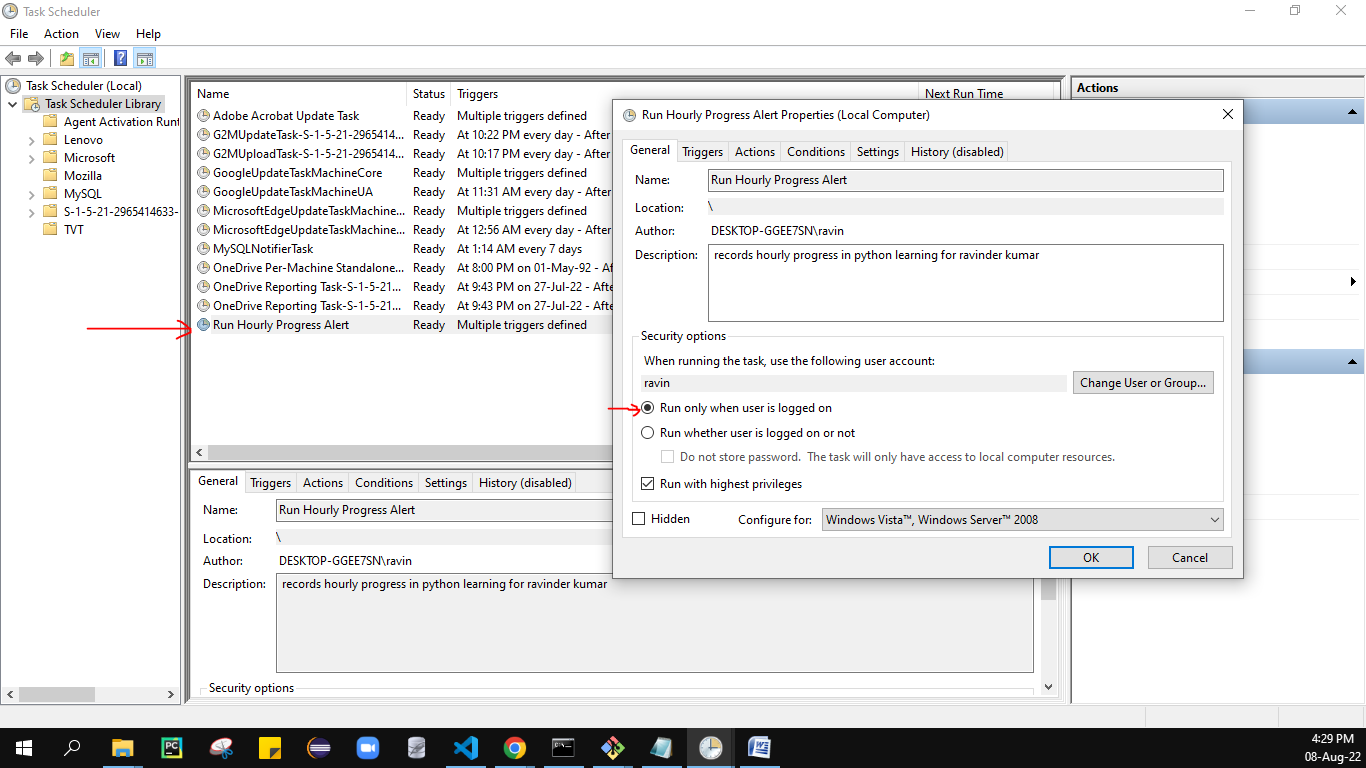 Task Scheduler
File Action View Help
Task Scheduler (Local)
Task Scheduler Library
Agent Activation Runt
Lenovo
Microsoft
Mozilla
MySQL
S-1-5-21-2965414633-
TVT
Name Status Triggers Next Run Time
Adobe Acrobat Update Task Ready Multiple triggers defined
G2MUpdateTask-S-1-5-21-2965414... Ready At 10:22 PM every day - After
G2MUploadTask-S-1-5-21-2965414... Ready At 10:17 PM every day - After
GoogleUpdateTaskMachineCore Ready Multiple triggers defined
GoogleUpdateTaskMachineUA Ready At 11:31 AM every day - After
MicrosoftEdgeUpdateTaskMachine... Ready Multiple triggers defined
MicrosoftEdgeUpdateTaskMachine... Ready At 12:56 AM every day - After
MySQLNotifierTask Ready At 1:14 AM every 7 days
OneDrive Per-Machine Standalone... Ready At 8:00 PM on 01-May-92 - A
OneDrive Reporting Task-S-1-5-21... Ready At 9:43 PM on 27-Jul-22 - After
OneDrive Reporting Task-S-1-5-21... Ready At 9:43 PM on 27-Jul-22 - After
Run Hourly Progress Alert Ready Multiple triggers defined
General Triggers Actions Conditions Settings History (disabled)
Name: Run Hourly Progress Alert
Location: \
Author: DESKTOP-GGEE7SN\ravin
Description: records hourly progress in python learning for ravinder kumar
Security options
Run Hourly Progress Alert Properties (Local Computer)
General Triggers Actions Conditions Settings History (disabled)
Name: Run Hourly Progress Alert
Location: \
Author: DESKTOP-GGEE7SN\ravin
Description: records hourly progress in python learning for ravinder kumar
Security options
When running the task, use the following user account:
ravin Change User or Group...
Run only when user is logged on
Run whether user is logged on or not
Do not store password. The task will only have access to local computer resources.
Run with highest privileges
Hidden Configure for: Windows Vista™, Windows Server™ 2008
OK Cancel
Actions
PC
W
4:29 PM
08-Aug-22